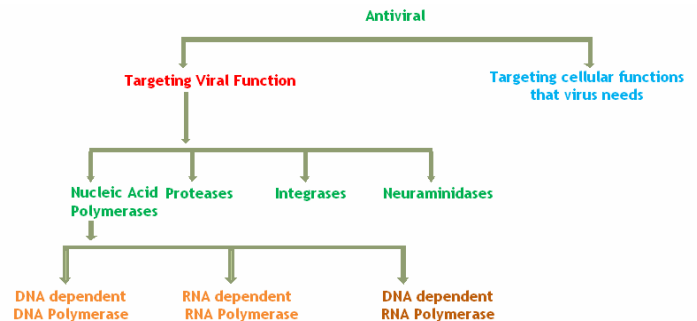 Antiviral
Targeting Viral Function
Targeting cellular functions
that virus needs
Nucleic Acid
Polymerases
Proteases
Integrases
Neuraminidases
DNA dependent
DNA Polymerase
RNA dependent
RNA Polymerase
DNA dependent
RNA Polymerase